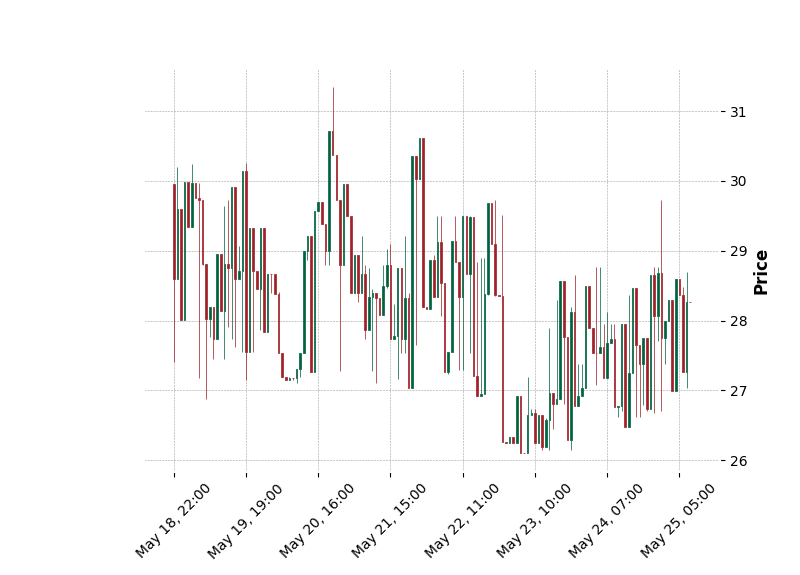 31
30
29
28
27
26
Price
May 18, 22:00
May 19, 19:00
May 20, 16:00
May 21, 15:00
May 22, 11:00
May 23, 10:00
May 24, 07:00
May 25, 05:00